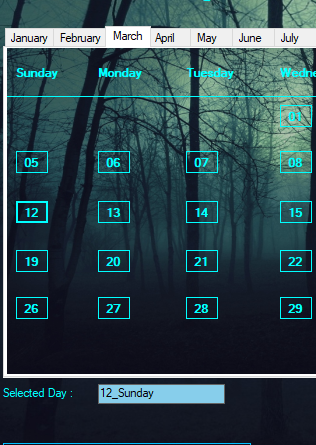 January February March April May June July
Sunday Monday Tuesday Wedne
01
05 06 07 08
12 13 14 15
19 20 21 22
26 27 28 29
Selected Day : 12_Sunday